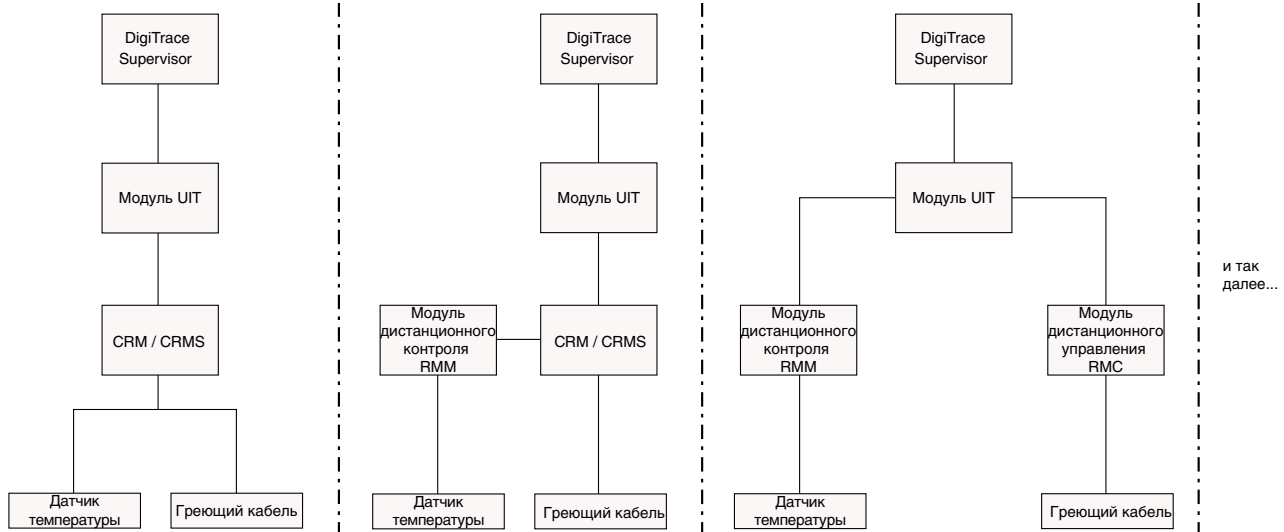 DigiTrace
Supervisor
Модуль UIT
CRM / CRMS
Датчик
температуры
Греющий кабель
DigiTrace
Supervisor
Модуль UIT
Модуль
дистанционного
контроля
RMM
CRM / CRMS
Датчик
температуры
Греющий кабель
DigiTrace
Supervisor
Модуль UIT
Модуль
дистанционного
контроля
RMM
Модуль
дистанционного
управления
RMC
Датчик
температуры
Греющий кабель
и так
далее...